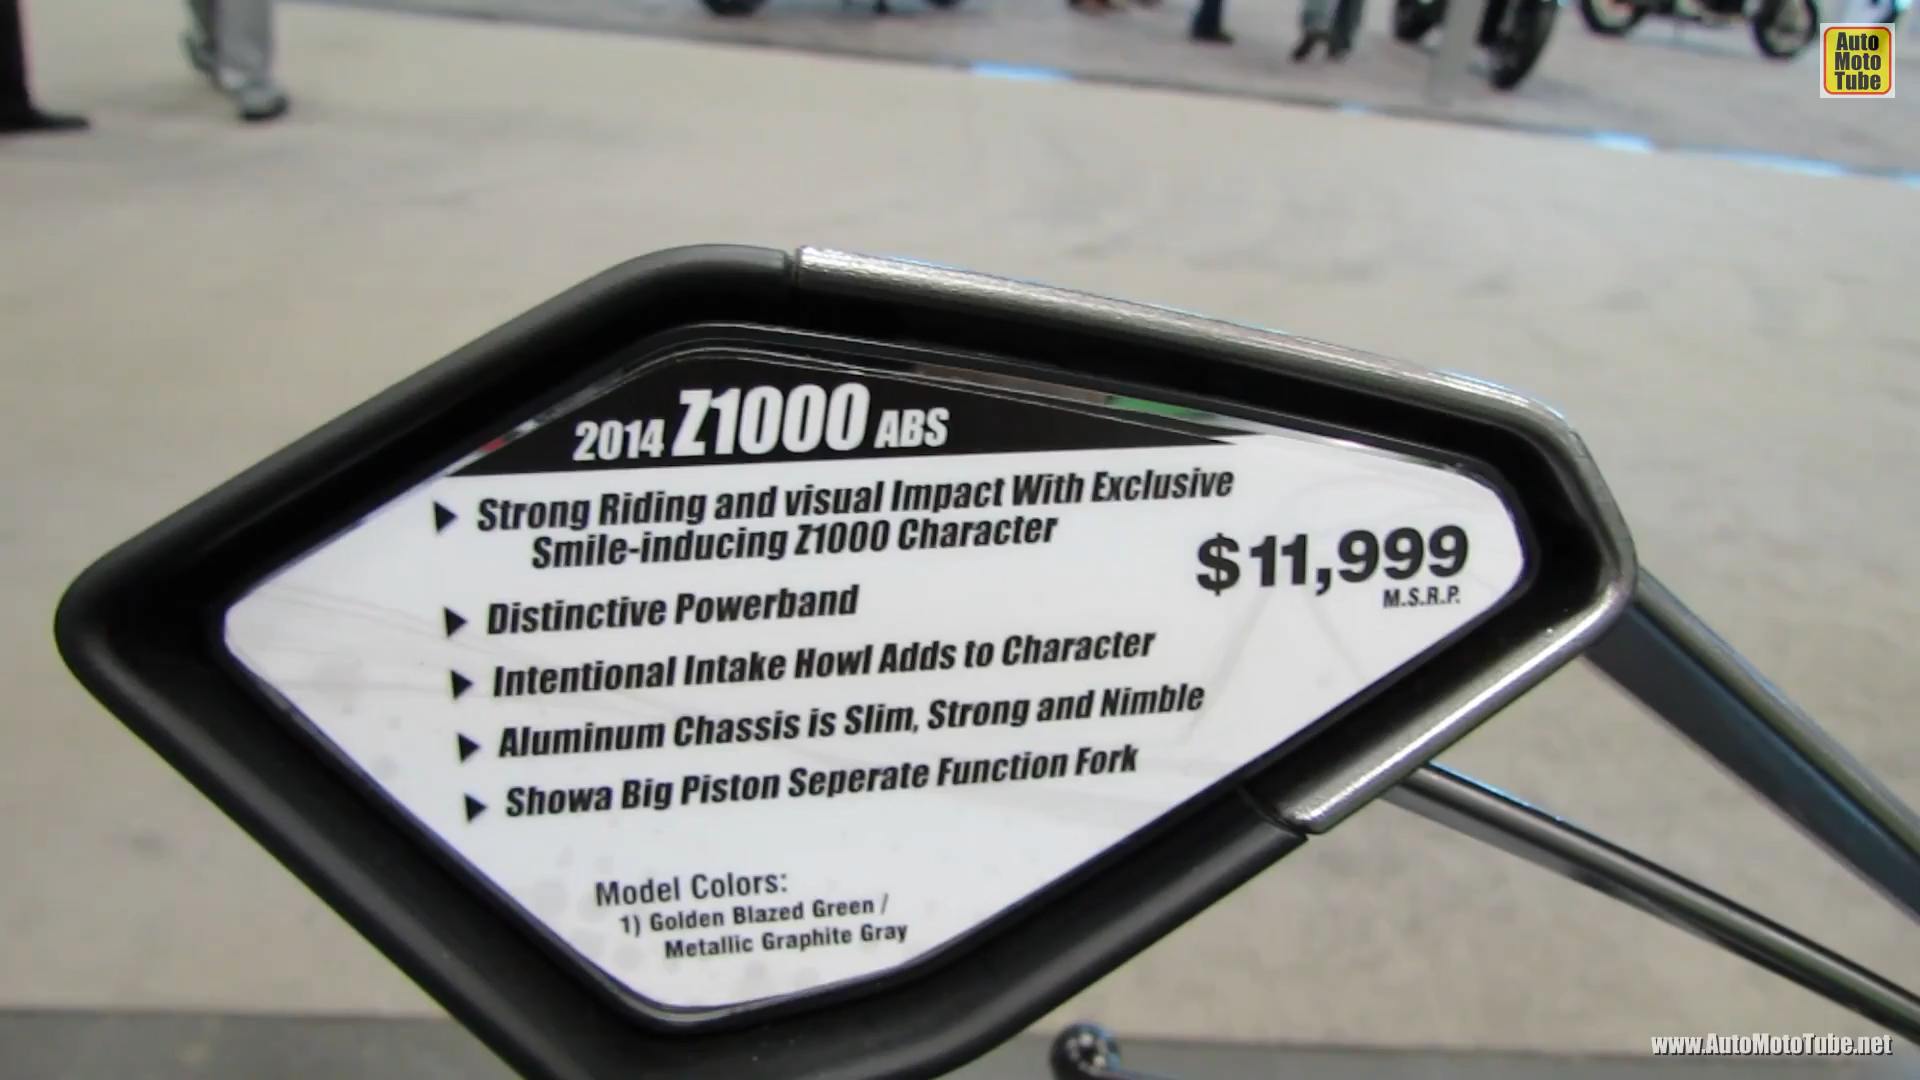 Auto
Moto
Tube
2014 Z1000 ABS
Strong Riding and visual Impact With Exclusive
Smile-inducing Z1000 Character
$11,999
M.S.R.P.
Distinctive Powerband
Intentional Intake Howl Adds to Character
Aluminum Chassis is Slim, Strong and Nimble
Showa Big Piston Seperate Function Fork
Model Colors:
1) Golden Blazed Green /
Metallic Graphite Gray
www.AutoMotoTube.net